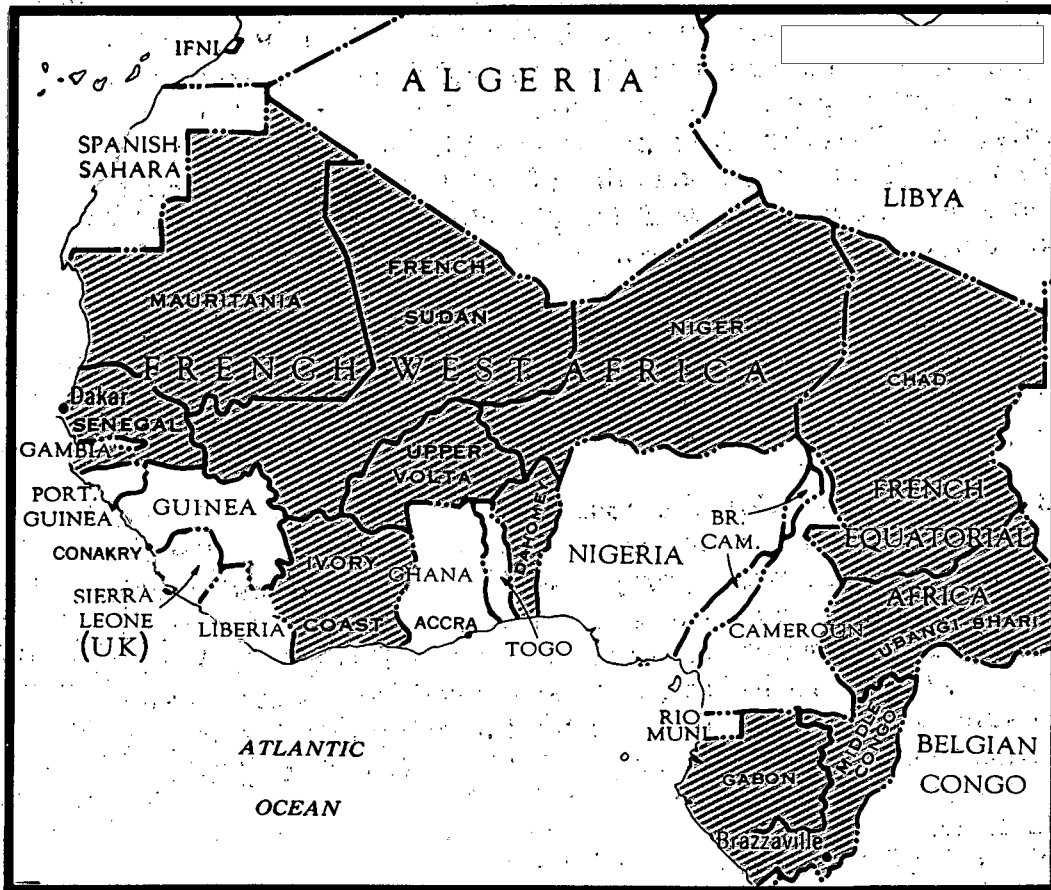 IFNI
ALGERIA
SPANISH
SAHARA
LIBYA
FRENCH
SUDAN
MAURITANIA
NIGER
FRENCH WEST AFRICA
CHAD
Dakar
SENEGAL
GAMBIA
UPPER
VOLTA
PORT.
GUINEA
GUINEA
FRENCH
EQUATORIAL
AFRICA
BR.
CAM.
DAHOMEY
NIGERIA
CONAKRY
IVORY
COAST
GHANA
SIERRA
LEONE
(UK)
LIBERIA
ACCRA
TOGO
CAMEROUN
UBANGI-SHARI
RIO
MUNI
MIDDLE
CONGO
BELGIAN
CONGO
ATLANTIC
OCEAN
GABON
Brazzaville